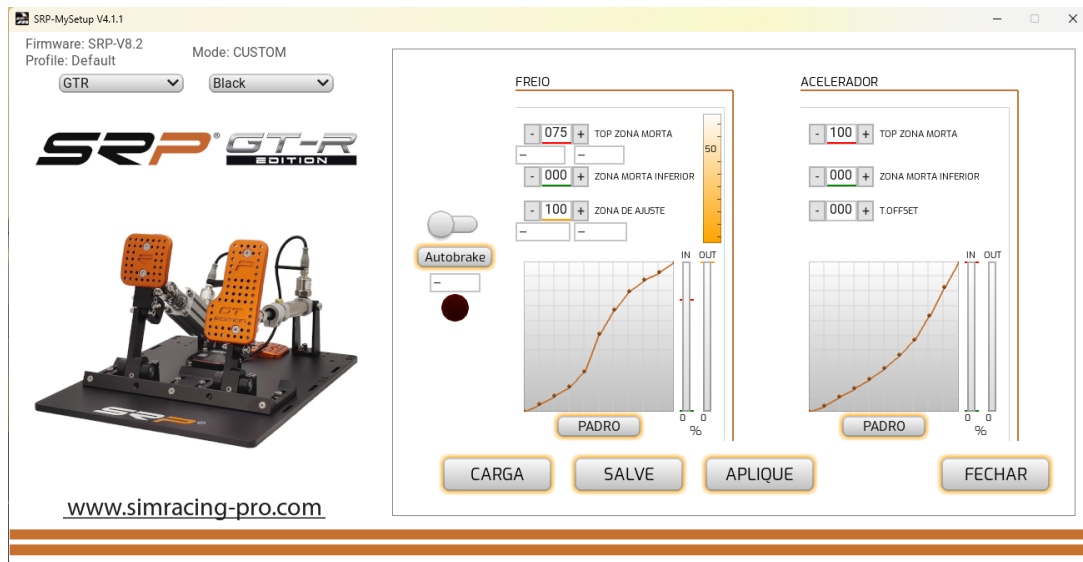 SRP-MySetup V4.1.1
Firmware: SRP-V8.2
Profile: Default
Mode: CUSTOM
GTR
Black
SRP® GT-R
EDITION
www.simracing-pro.com
Autobrake
--
FREIO
- 075 + TOP ZONA MORTA
-- --
- 000 + ZONA MORTA INFERIOR
- 100 + ZONA DE AJUSTE
-- --
50
IN OUT
0 0
%
PADRO
ACELERADOR
- 100 + TOP ZONA MORTA
- 000 + ZONA MORTA INFERIOR
- 000 + T.OFFSET
IN OUT
0 0
%
PADRO
CARGA
SALVE
APLIQUE
FECHAR